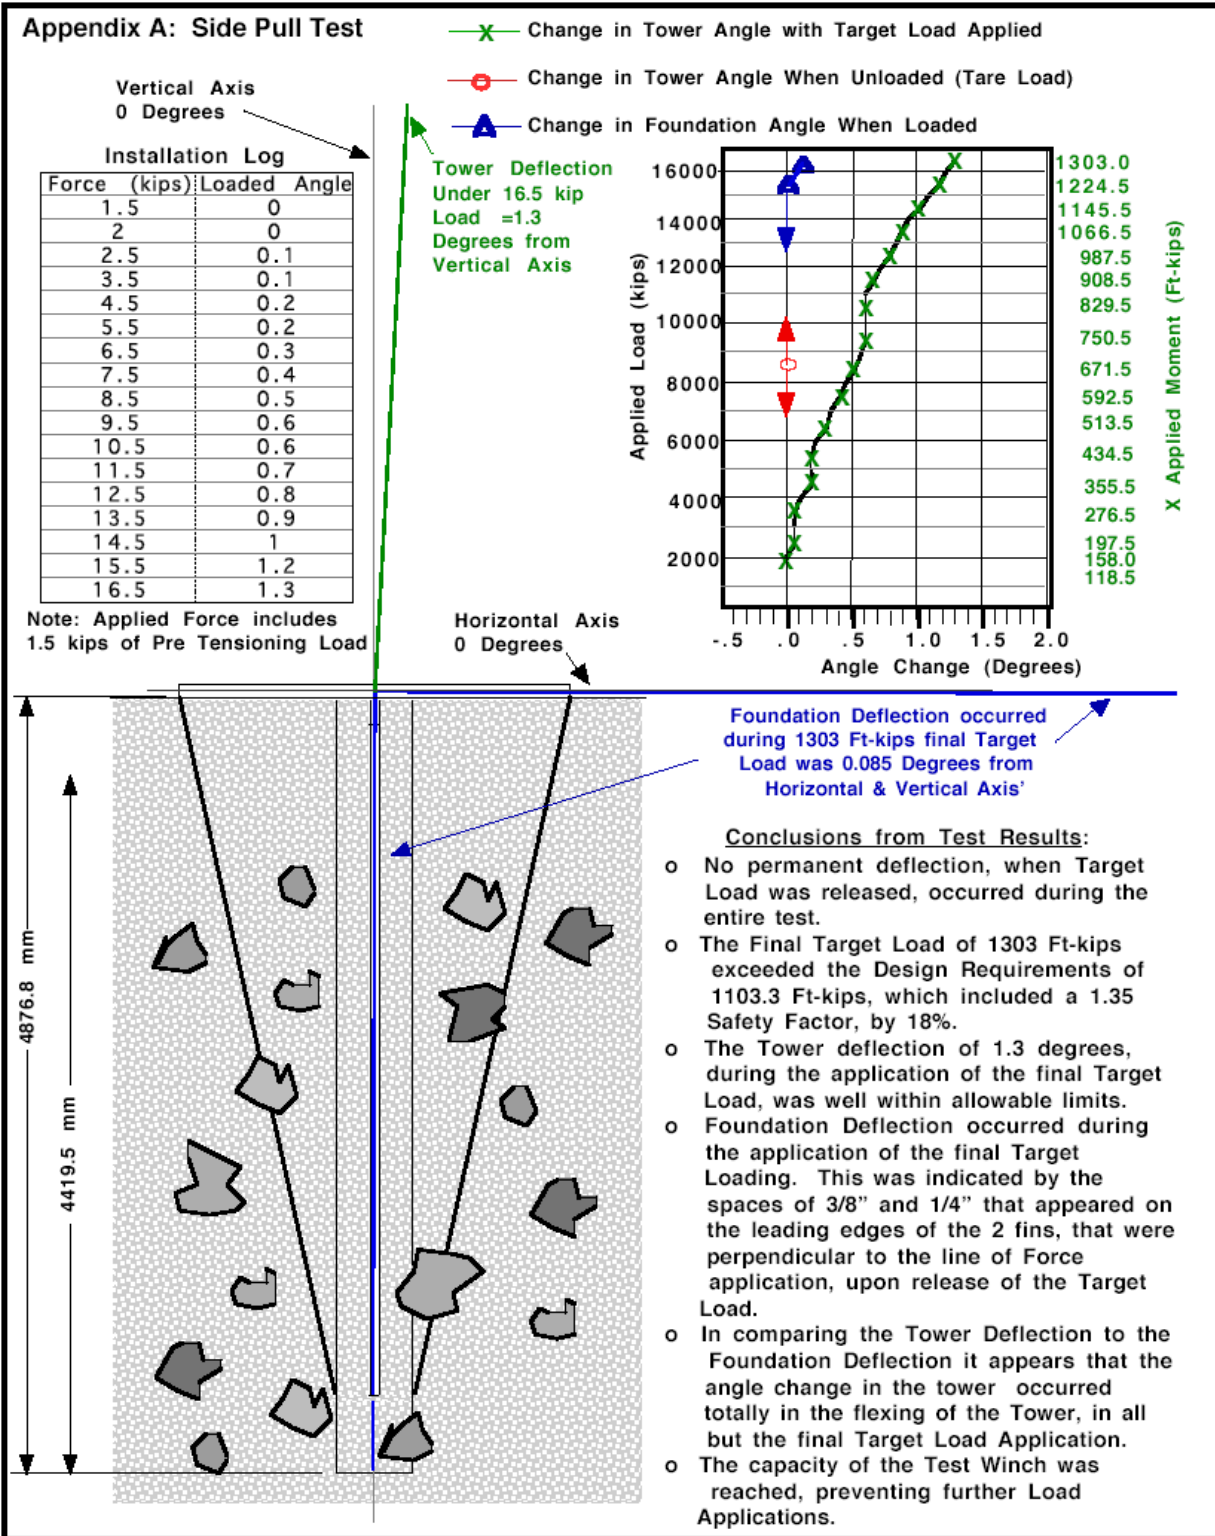 Appendix A: Side Pull Test
Change in Tower Angle with Target Load Applied
Change in Tower Angle When Unloaded (Tare Load)
Change in Foundation Angle When Loaded
Vertical Axis
0 Degrees
Installation Log
Force (kips) Loaded Angle
1.5 0
2 0
2.5 0.1
3.5 0.1
4.5 0.2
5.5 0.2
6.5 0.3
7.5 0.4
8.5 0.5
9.5 0.6
10.5 0.6
11.5 0.7
12.5 0.8
13.5 0.9
14.5 1
15.5 1.2
16.5 1.3
Note: Applied Force includes
1.5 kips of Pre Tensioning Load
Tower Deflection
Under 16.5 kip
Load =1.3
Degrees from
Vertical Axis
Applied Load (kips)
16000
14000
12000
10000
8000
6000
4000
2000
1303.0
1224.5
1145.5
1066.5
987.5
908.5
829.5
750.5
671.5
592.5
513.5
434.5
355.5
276.5
197.5
158.0
118.5
X Applied Moment (Ft-kips)
-.5 .0 .5 1.0 1.5 2.0
Angle Change (Degrees)
Horizontal Axis
0 Degrees
Foundation Deflection occurred
during 1303 Ft-kips final Target
Load was 0.085 Degrees from
Horizontal & Vertical Axis'
4876.8 mm
4419.5 mm
Conclusions from Test Results:
o No permanent deflection, when Target
Load was released, occurred during the
entire test.
o The Final Target Load of 1303 Ft-kips
exceeded the Design Requirements of
1103.3 Ft-kips, which included a 1.35
Safety Factor, by 18%.
o The Tower deflection of 1.3 degrees,
during the application of the final Target
Load, was well within allowable limits.
o Foundation Deflection occurred during
the application of the final Target
Loading. This was indicated by the
spaces of 3/8" and 1/4" that appeared on
the leading edges of the 2 fins, that were
perpendicular to the line of Force
application, upon release of the Target
Load.
o In comparing the Tower Deflection to the
Foundation Deflection it appears that the
angle change in the tower occurred
totally in the flexing of the Tower, in all
but the final Target Load Application.
o The capacity of the Test Winch was
reached, preventing further Load
Applications.